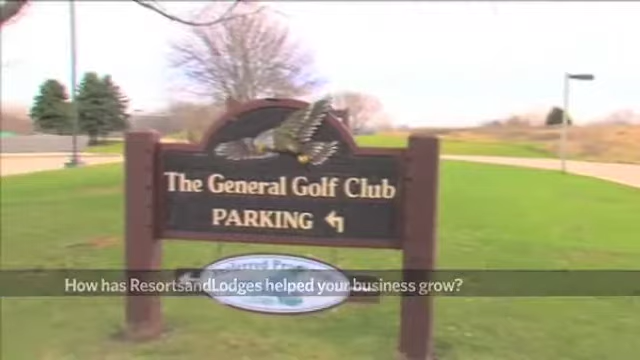 The General Golf Club
PARKING
How has ResortsandLodges helped your business grow?